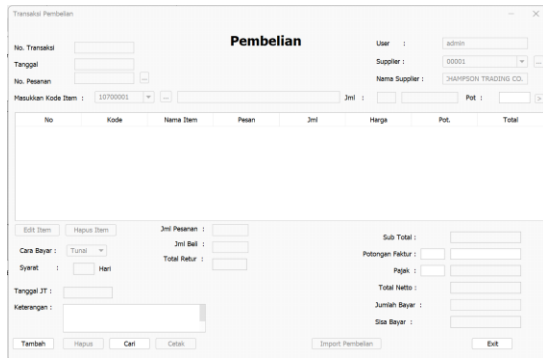 Transaksi Pembelian
Pembelian
No. Transaksi
User :
admin
Tanggal
Supplier :
00001
...
No. Pesanan
...
Nama Supplier :
JHAMPSON TRADING CO.
Masukkan Kode Item : 10700001 ... Jml : Pot : >
No Kode Nama Item Pesan Jml Harga Pot. Total
Edit Item Hapus Item
Jml Pesanan :
Sub Total :
Cara Bayar : Tunai
Jml Beli :
Potongan Faktur :
Total Retur :
Syarat : Hari
Pajak :
Tanggal JT :
Total Netto :
Keterangan :
Jumlah Bayar :
Sisa Bayar :
Tambah Hapus Cari Cetak Import Pembelian Exit